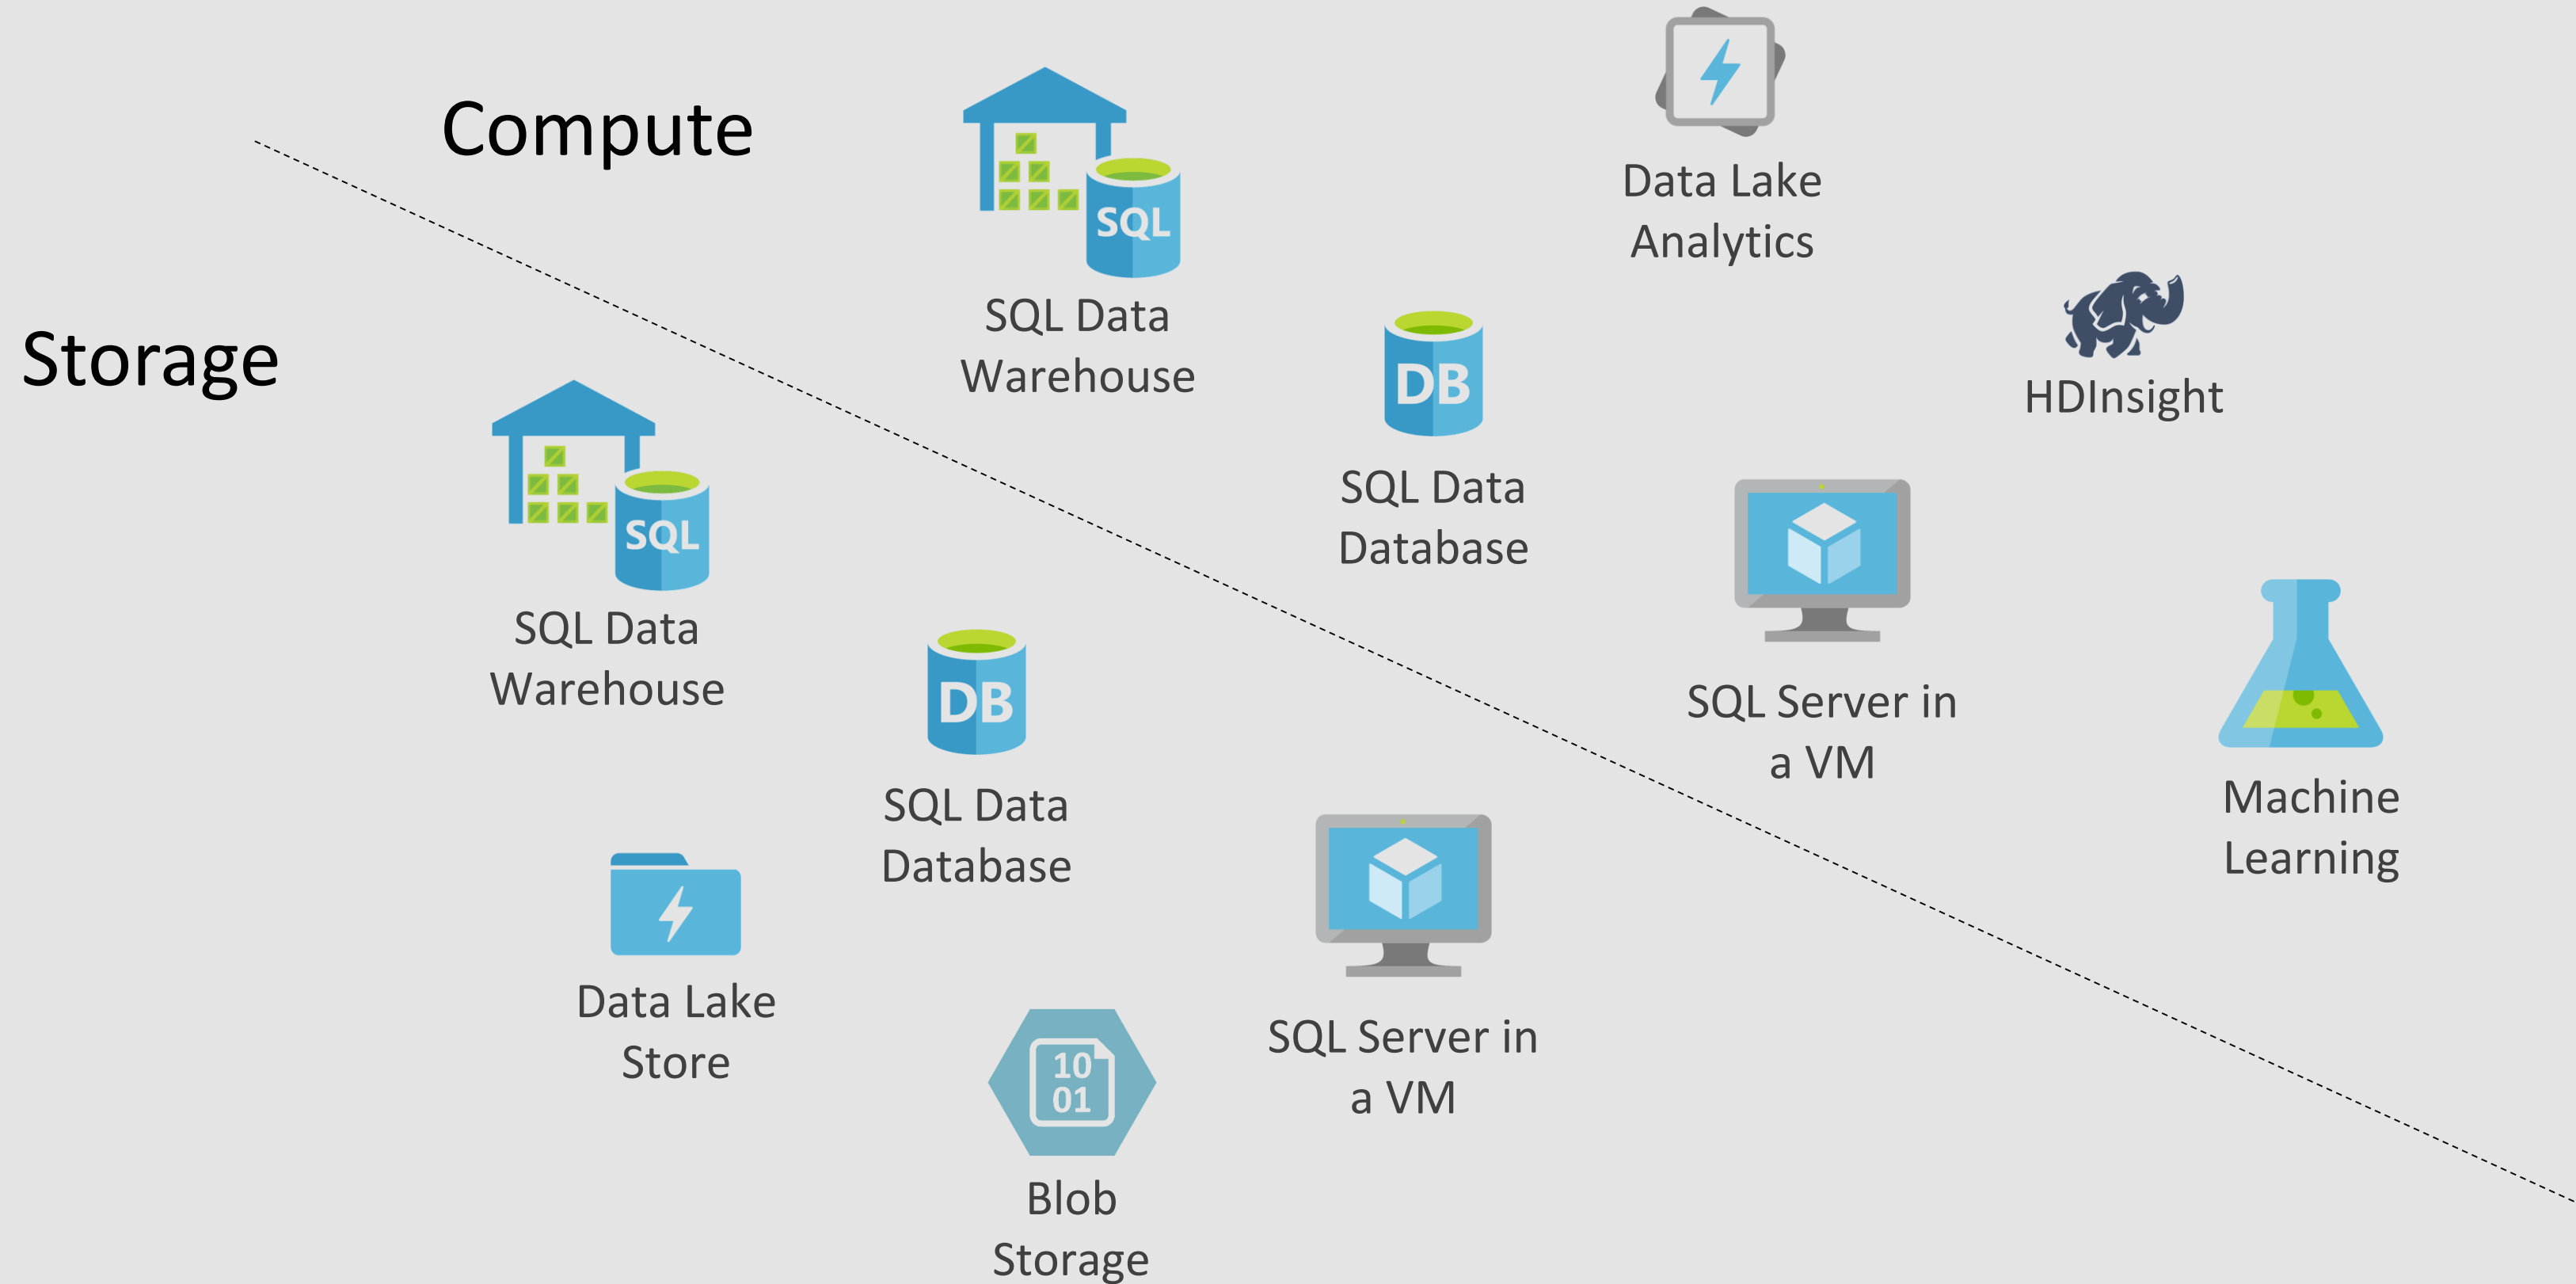 Compute
SQL
SQL Data
Warehouse
Data Lake
Analytics
DB
SQL Data
Database
HDInsight
SQL Server in
a VM
Machine
Learning
Storage
SQL
SQL Data
Warehouse
DB
SQL Data
Database
Data Lake
Store
SQL Server in
a VM
10
01
Blob
Storage